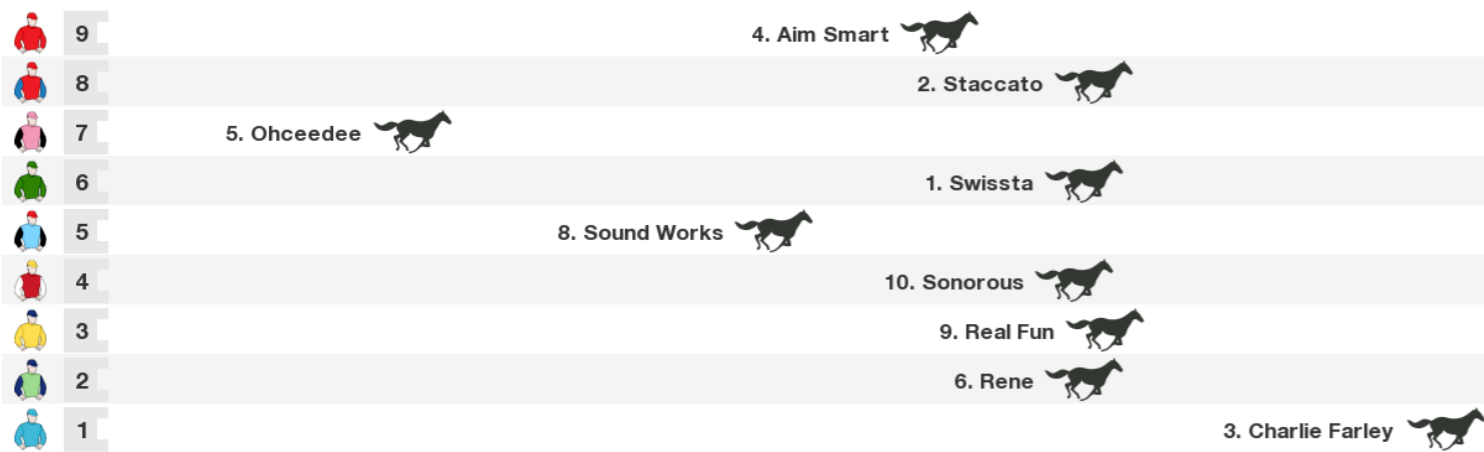 9 4. Aim Smart
8 2. Staccato
7 5. Ohceedee
6 1. Swissta
5 8. Sound Works
4 10. Sonorous
3 9. Real Fun
2 6. Rene
1 3. Charlie Farley